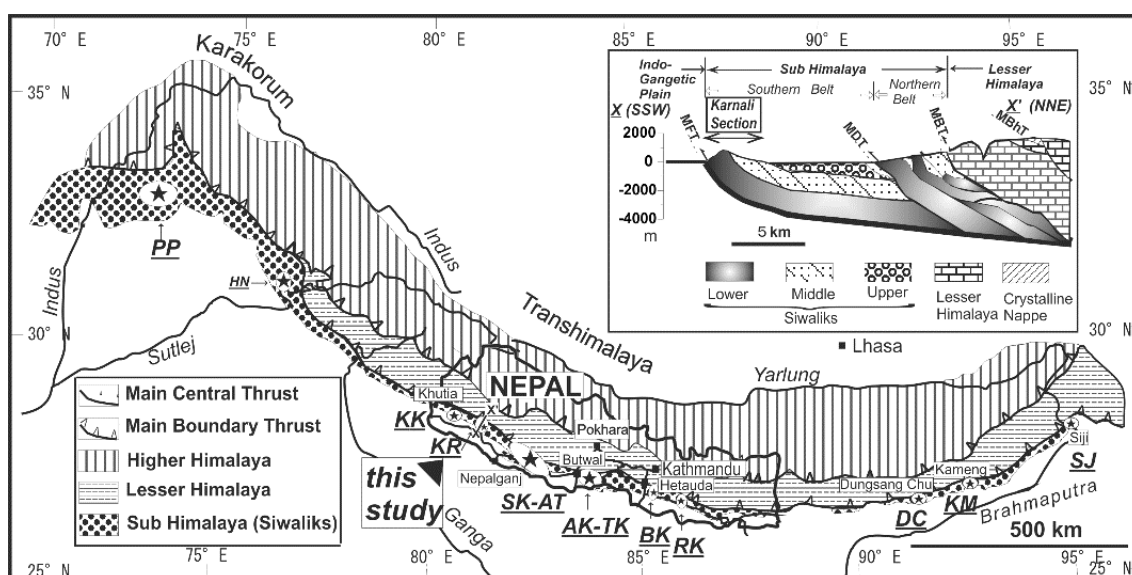 70° E
75° E
80° E
85° E
90° E
95° E
35° N
35° N
Karakorum
Indo-
Gangetic
Plain
Sub Himalaya
Lesser
Himalaya
Southern Belt
Northern
Belt
X (SSW)
Karnali
Section
X' (NNE)
MFT
MDT
MBT
MBhT
2000
0
-2000
-4000
m
5 km
Lower
Middle
Upper
Lesser
Himalaya
Crystalline
Nappe
Siwaliks
PP
Indus
Indus
HN
Transhimalaya
30° N
30° N
Sutlej
Lhasa
Yarlung
NEPAL
Main Central Thrust
Main Boundary Thrust
Higher Himalaya
Lesser Himalaya
Sub Himalaya (Siwaliks)
Khutia
X'
KK
KR
X
Pokhara
Butwal
Nepalganj
Kathmandu
Hetauda
Dungsang Chu
Kameng
Siji
SJ
this
study
SK-AT
AK-TK
BK
RK
DC
KM
Ganga
Brahmaputra
500 km
75° E
80° E
85° E
90° E
95° E
25° N
25° N